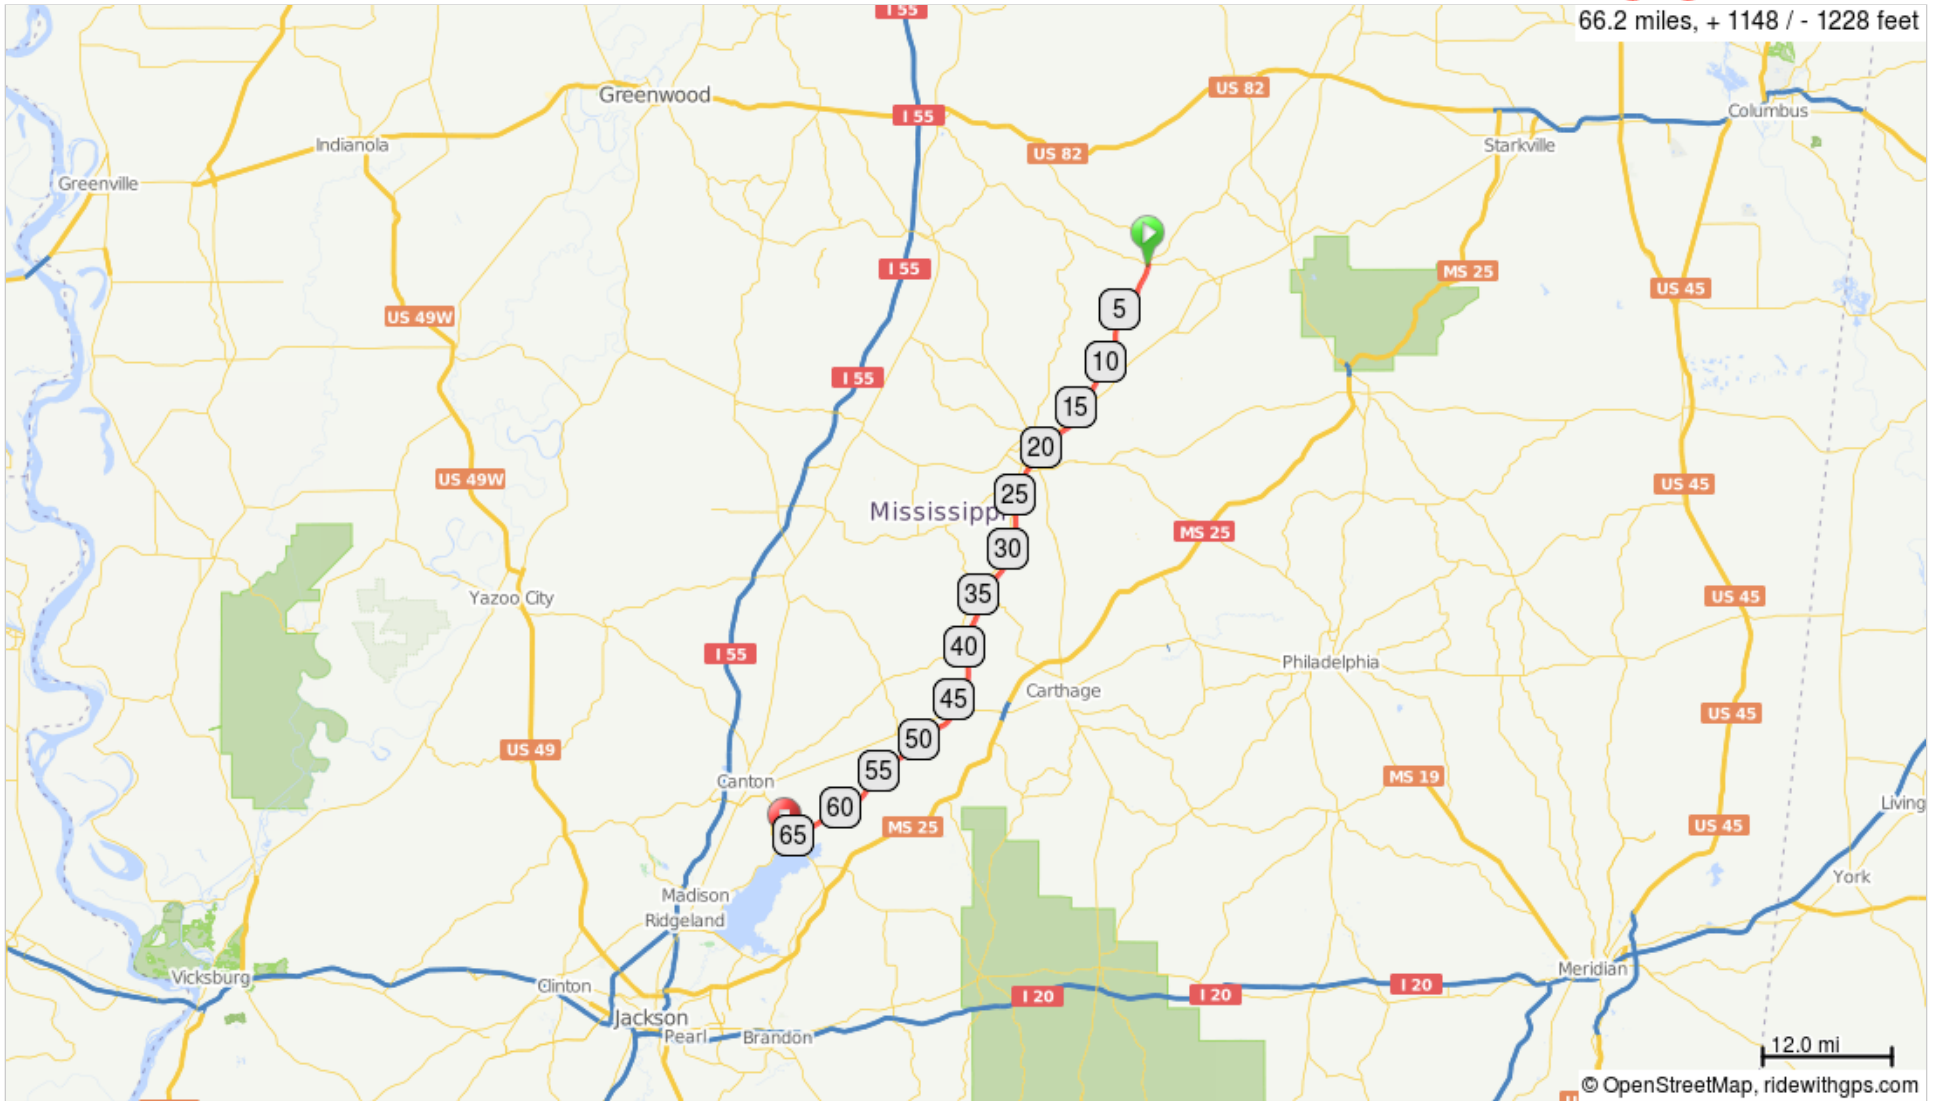 I 55
66.2 miles, + 1148 / - 1228 feet
US 82
Greenwood
I 55
Columbus
Indianola
US 82
Starkville
Greenville
I 55
MS 25
US 45
5
US 49W
10
I 55
15
20
US 49W
25
US 45
Mississippi
MS 25
30
35
US 45
Yazoo City
40
I 55
Philadelphia
45
Carthage
US 45
50
US 49
55
MS 19
Canton
60
Living
65
MS 25
US 45
York
Madison
Ridgeland
Vicksburg
Meridian
Clinton
I 20
I 20
I 20
Jackson
Pearl
Brandon
12.0 mi
© OpenStreetMap, ridewithgps.com